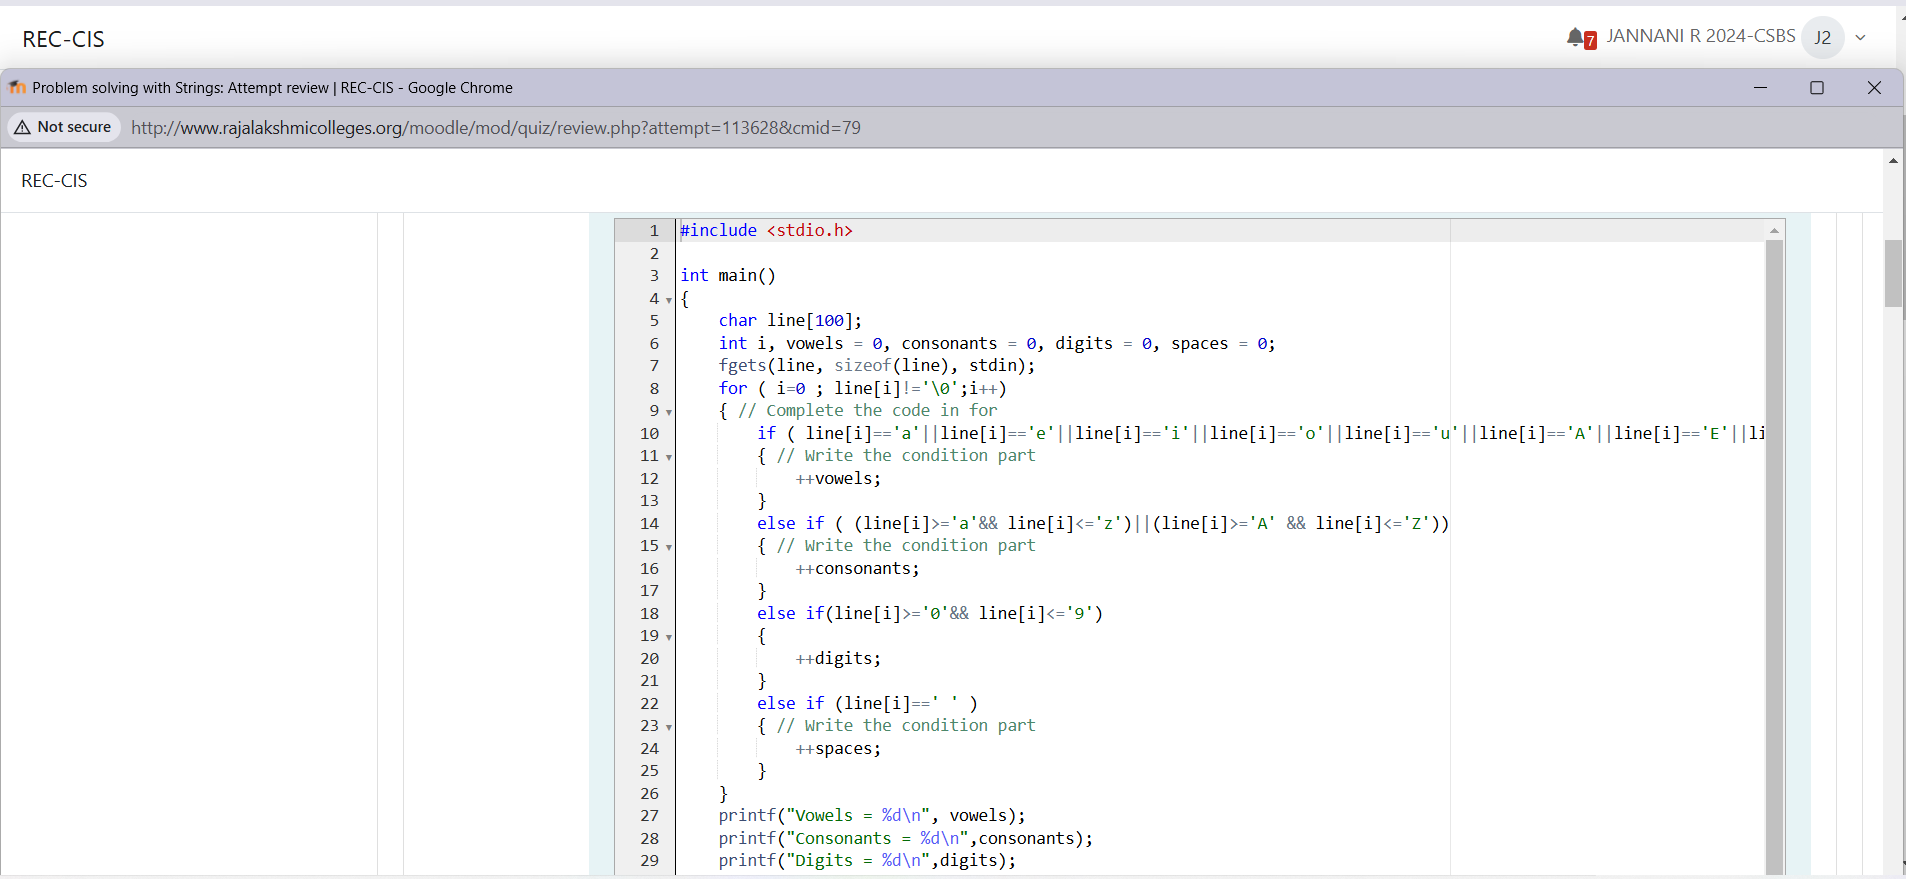 REC-CIS
7 JANNANI R 2024-CSBS J2
Problem solving with Strings: Attempt review | REC-CIS - Google Chrome
Not secure http://www.rajalakshmicolleges.org/moodle/mod/quiz/review.php?attempt=113628&cmid=79
REC-CIS
1 #include <stdio.h>
2
3 int main()
4 {
5 char line[100];
6 int i, vowels = 0, consonants = 0, digits = 0, spaces = 0;
7 fgets(line, sizeof(line), stdin);
8 for ( i=0 ; line[i]!='\0';i++)
9 { // Complete the code in for
10 if ( line[i]=='a'||line[i]=='e'||line[i]=='i'||line[i]=='o'||line[i]=='u'||line[i]=='A'||line[i]=='E'||li
11 { // Write the condition part
12 ++vowels;
13 }
14 else if ( (line[i]>='a'&& line[i]<='z')||(line[i]>='A' && line[i]<='Z'))
15 { // Write the condition part
16 ++consonants;
17 }
18 else if(line[i]>='0'&& line[i]<='9')
19 {
20 ++digits;
21 }
22 else if (line[i]==' ' )
23 { // Write the condition part
24 ++spaces;
25 }
26 }
27 printf("Vowels = %d\n", vowels);
28 printf("Consonants = %d\n",consonants);
29 printf("Digits = %d\n",digits);